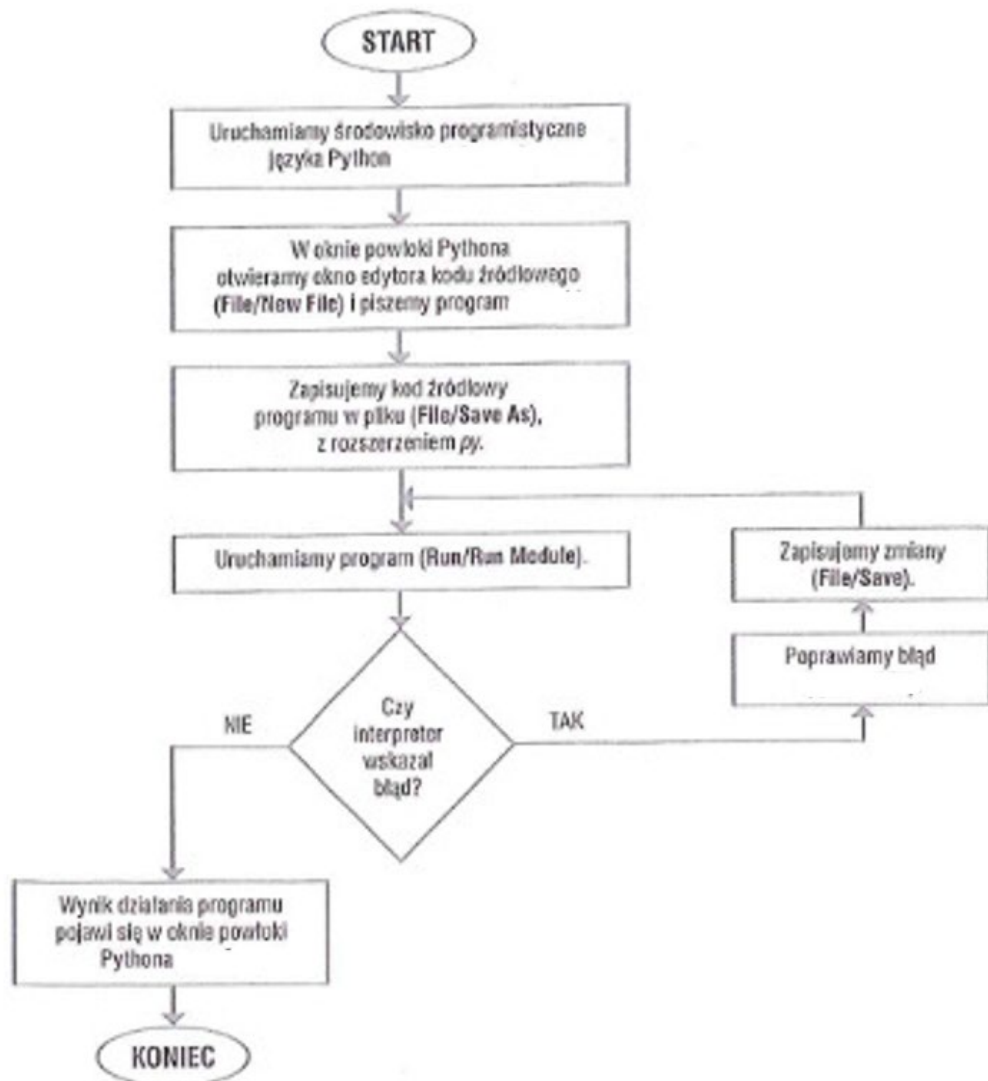 START
Uruchamiamy środowisko programistyczne
języka Python
W oknie powłoki Pythona
otwieramy okno edytora kodu źródłowego
(File/New File) i piszemy program
Zapisujemy kod źródłowy
programu w pliku (File/Save As),
z rozszerzeniem py.
Uruchamiamy program (Run/Run Module).
Zapisujemy zmiany
(File/Save).
Poprawiamy błąd
Czy
interpreter
wskazał
błąd?
NIE
TAK
Wynik działania programu
pojawi się w oknie powłoki
Pythona
KONIEC